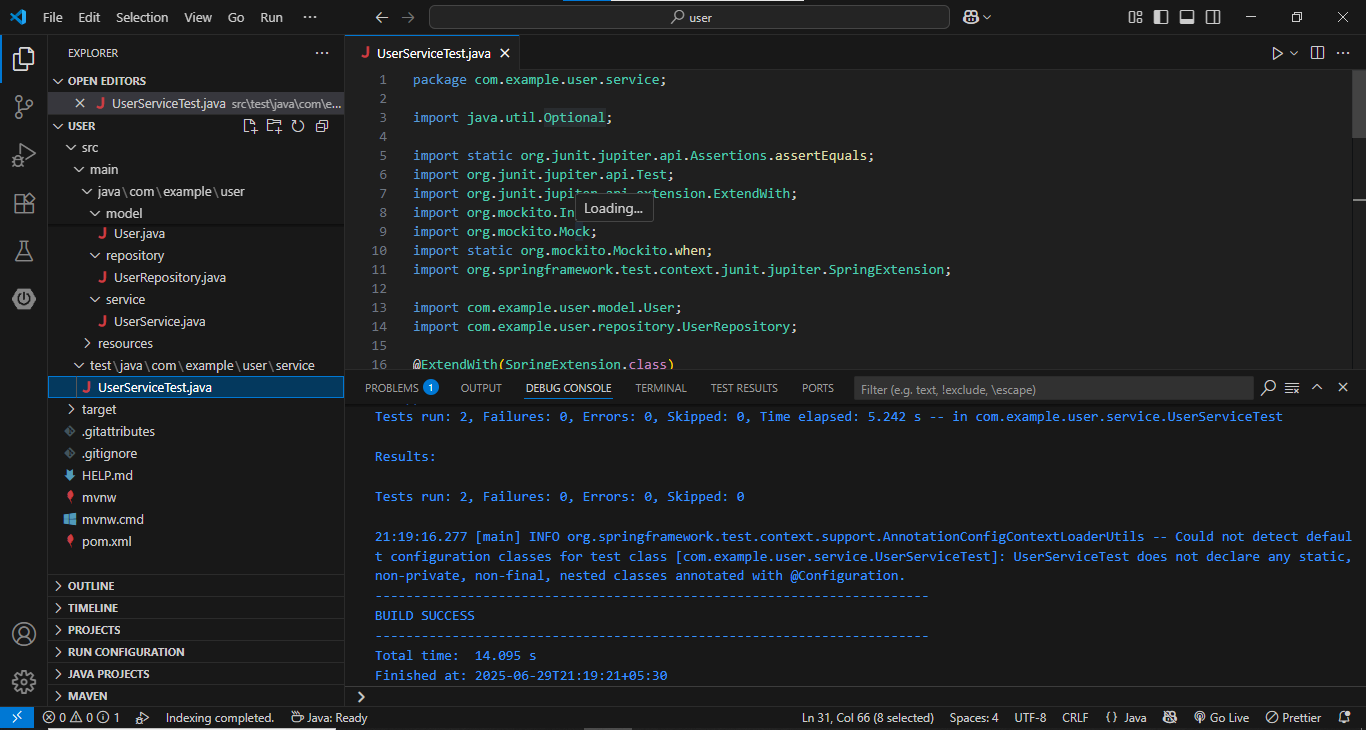 File Edit Selection View Go Run ··· user
EXPLORER ···
OPEN EDITORS
UserServiceTest.java src\test\java\com\e...
USER
src
main
java\com\example\user
model
User.java
repository
UserRepository.java
service
UserService.java
resources
test\java\com\example\user\service
UserServiceTest.java
target
.gitattributes
.gitignore
HELP.md
mvnw
mvnw.cmd
pom.xml
OUTLINE
TIMELINE
PROJECTS
RUN CONFIGURATION
JAVA PROJECTS
MAVEN
UserServiceTest.java
1 package com.example.user.service;
2
3 import java.util.Optional;
4
5 import static org.junit.jupiter.api.Assertions.assertEquals;
6 import org.junit.jupiter.api.Test;
7 import org.junit.jupiter.api.extension.ExtendWith;
8 import org.mockito.In
Loading...
9 import org.mockito.Mock;
10 import static org.mockito.Mockito.when;
11 import org.springframework.test.context.junit.jupiter.SpringExtension;
12
13 import com.example.user.model.User;
14 import com.example.user.repository.UserRepository;
15
16 @ExtendWith(SpringExtension.class)
PROBLEMS 1 OUTPUT DEBUG CONSOLE TERMINAL TEST RESULTS PORTS Filter (e.g. text, !exclude, \escape)
Tests run: 2, Failures: 0, Errors: 0, Skipped: 0, Time elapsed: 5.242 s -- in com.example.user.service.UserServiceTest
Results:
Tests run: 2, Failures: 0, Errors: 0, Skipped: 0
21:19:16.277 [main] INFO org.springframework.test.context.support.AnnotationConfigContextLoaderUtils -- Could not detect defaul
t configuration classes for test class [com.example.user.service.UserServiceTest]: UserServiceTest does not declare any static,
non-private, non-final, nested classes annotated with @Configuration.
------------------------------------------------------------------------
BUILD SUCCESS
------------------------------------------------------------------------
Total time:  14.095 s
Finished at: 2025-06-29T21:19:21+05:30
0 0 1 Indexing completed. Java: Ready Ln 31, Col 66 (8 selected) Spaces: 4 UTF-8 CRLF {} Java Go Live Prettier